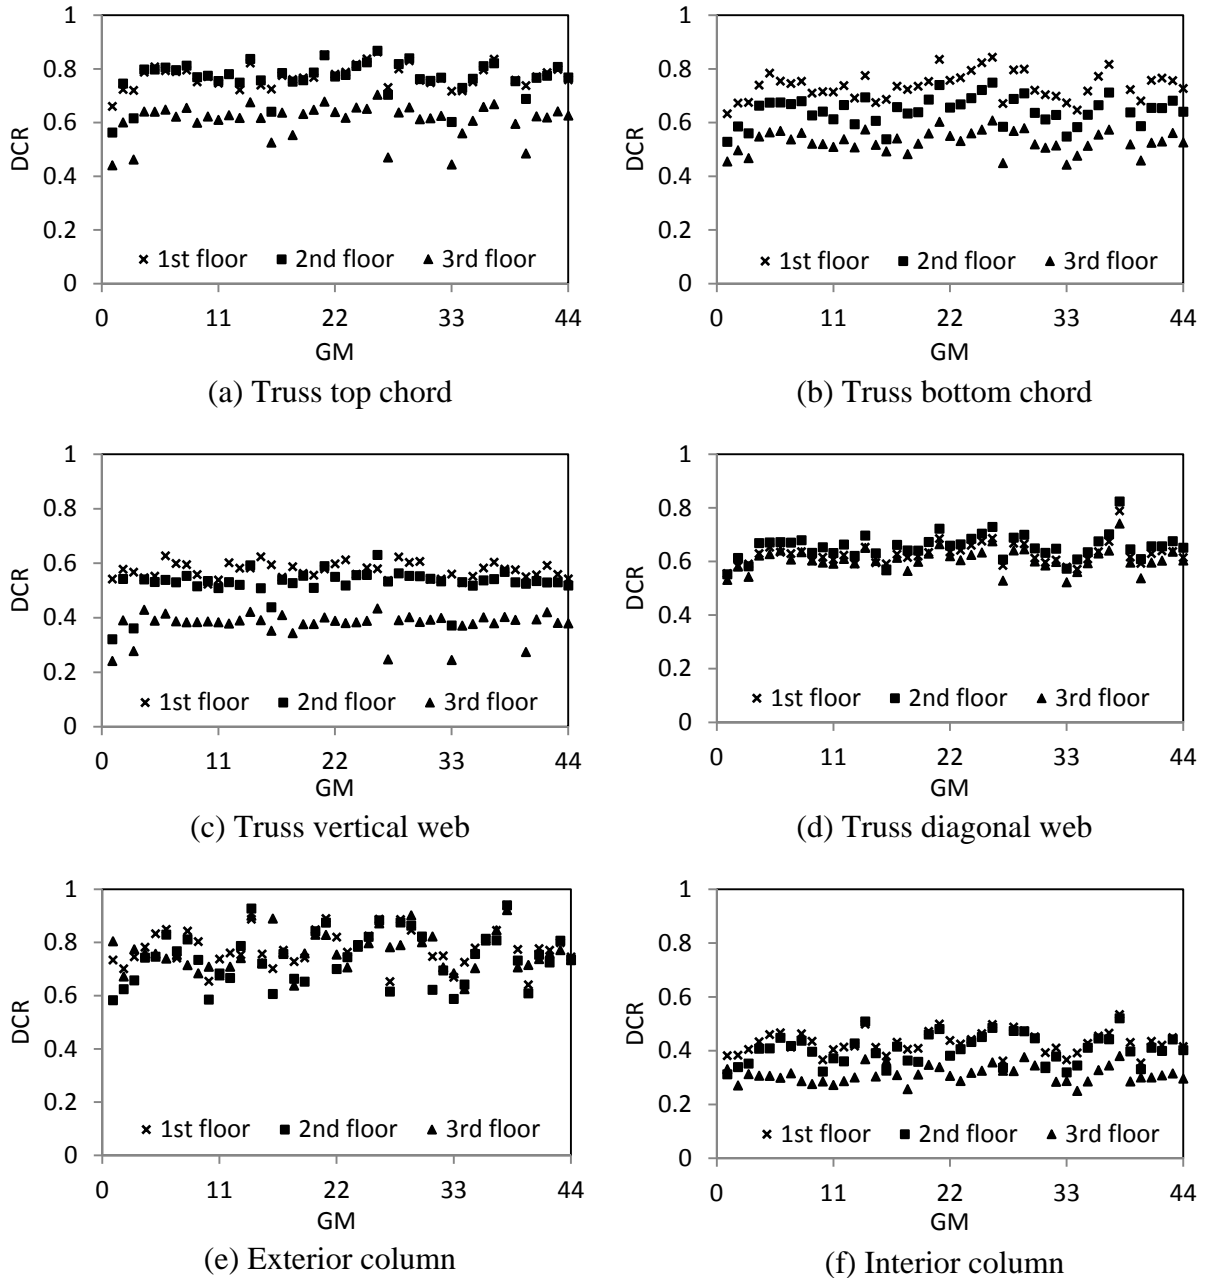 1
0.8
0.6
0.4
0.2
0
DCR
× 1st floor ■ 2nd floor ▲ 3rd floor
0 11 22 33 44
GM
(a) Truss top chord
1
0.8
0.6
0.4
0.2
0
DCR
× 1st floor ■ 2nd floor ▲ 3rd floor
0 11 22 33 44
GM
(b) Truss bottom chord
1
0.8
0.6
0.4
0.2
0
DCR
× 1st floor ■ 2nd floor ▲ 3rd floor
0 11 22 33 44
GM
(c) Truss vertical web
1
0.8
0.6
0.4
0.2
0
DCR
× 1st floor ■ 2nd floor ▲ 3rd floor
0 11 22 33 44
GM
(d) Truss diagonal web
1
0.8
0.6
0.4
0.2
0
DCR
× 1st floor ■ 2nd floor ▲ 3rd floor
0 11 22 33 44
GM
(e) Exterior column
1
0.8
0.6
0.4
0.2
0
DCR
× 1st floor ■ 2nd floor ▲ 3rd floor
0 11 22 33 44
GM
(f) Interior column